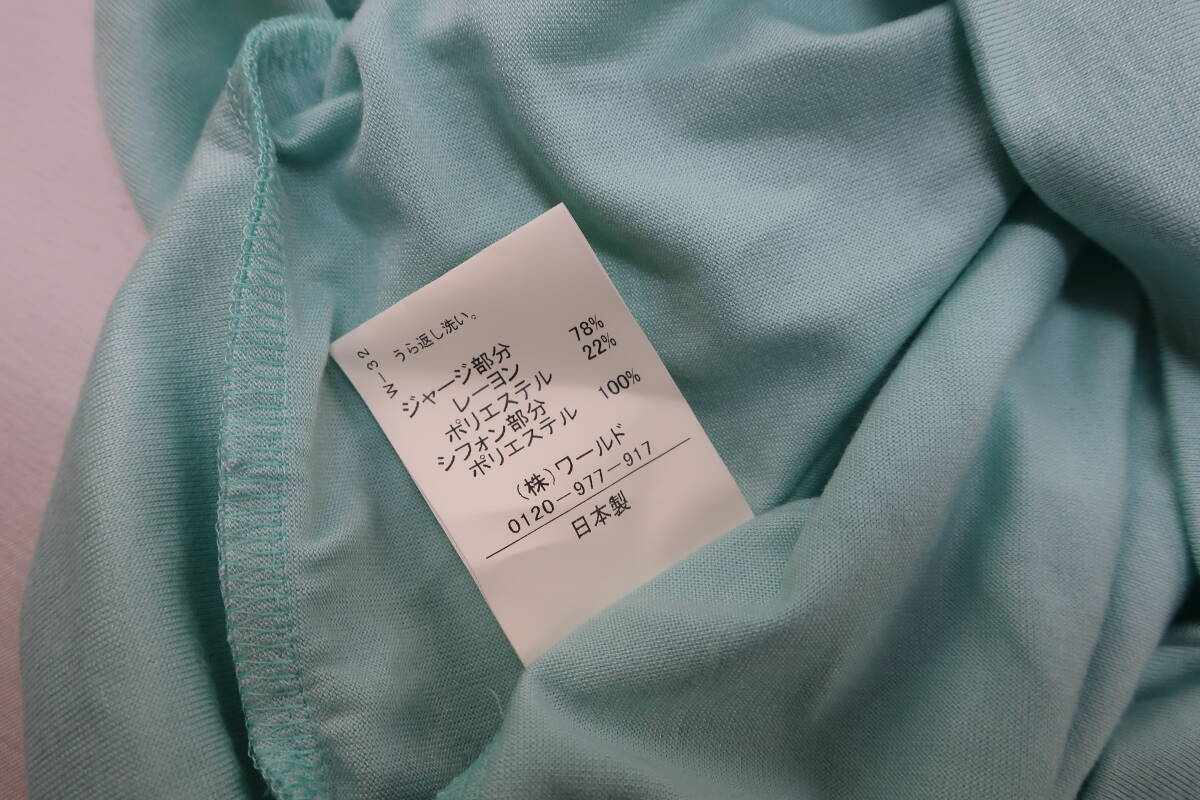 W-32
うら返し洗い。
ジャージ部分
レーヨン 78%
ポリエステル 22%
シフォン部分
ポリエステル 100%
(株)ワールド
0120-977-917
日本製